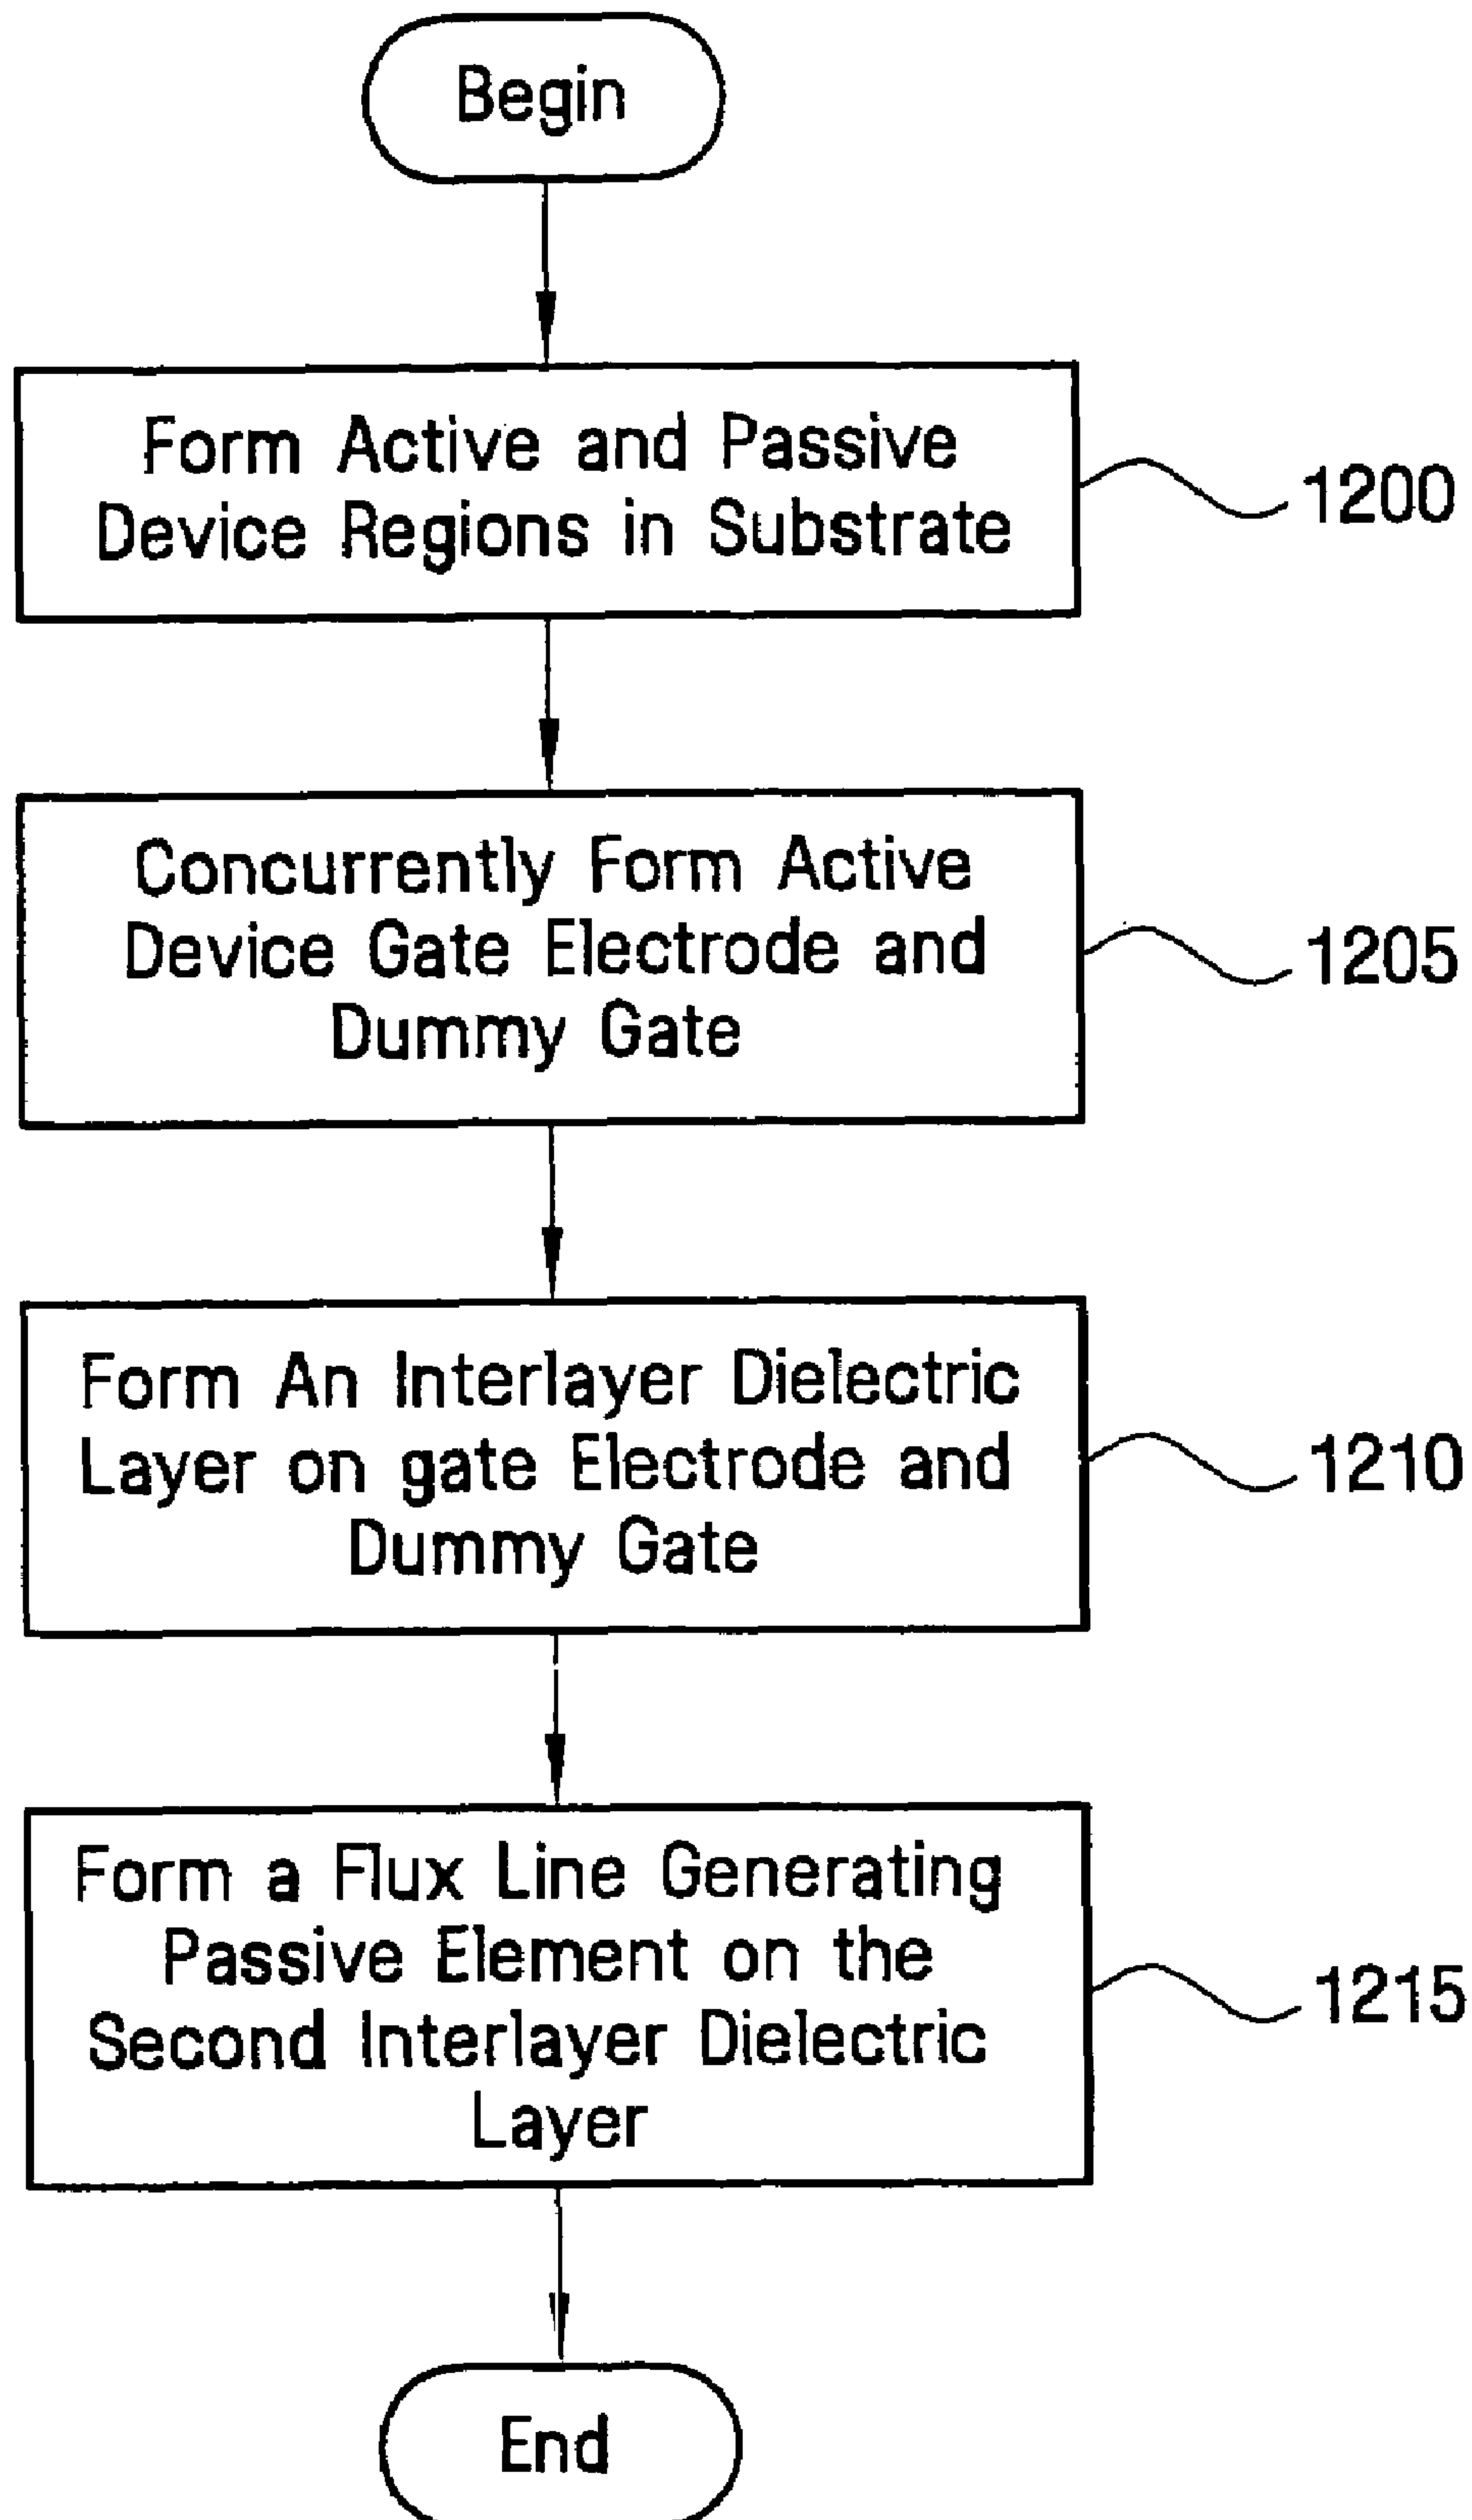 Begin
Form Active and Passive
Device Regions in Substrate
1200
Concurrently Form Active
Device Gate Electrode and
Dummy Gate
1205
Form An Interlayer Dielectric
Layer on gate Electrode and
Dummy Gate
1210
Form a Flux Line Generating
Passive Element on the
Second Interlayer Dielectric
Layer
1215
End